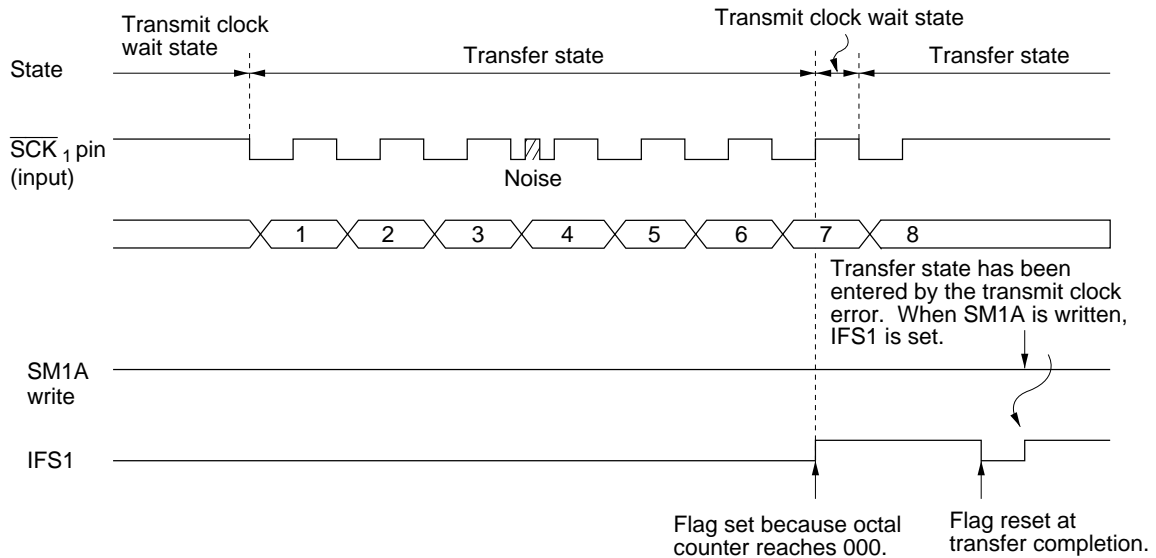 Transmit clock
wait state
Transmit clock wait state
State
Transfer state
Transfer state
SCK 1 pin
(input)
Noise
1 2 3 4 5 6 7 8
Transfer state has been
entered by the transmit clock
error. When SM1A is written,
IFS1 is set.
SM1A
write
IFS1
Flag set because octal
counter reaches 000.
Flag reset at
transfer completion.